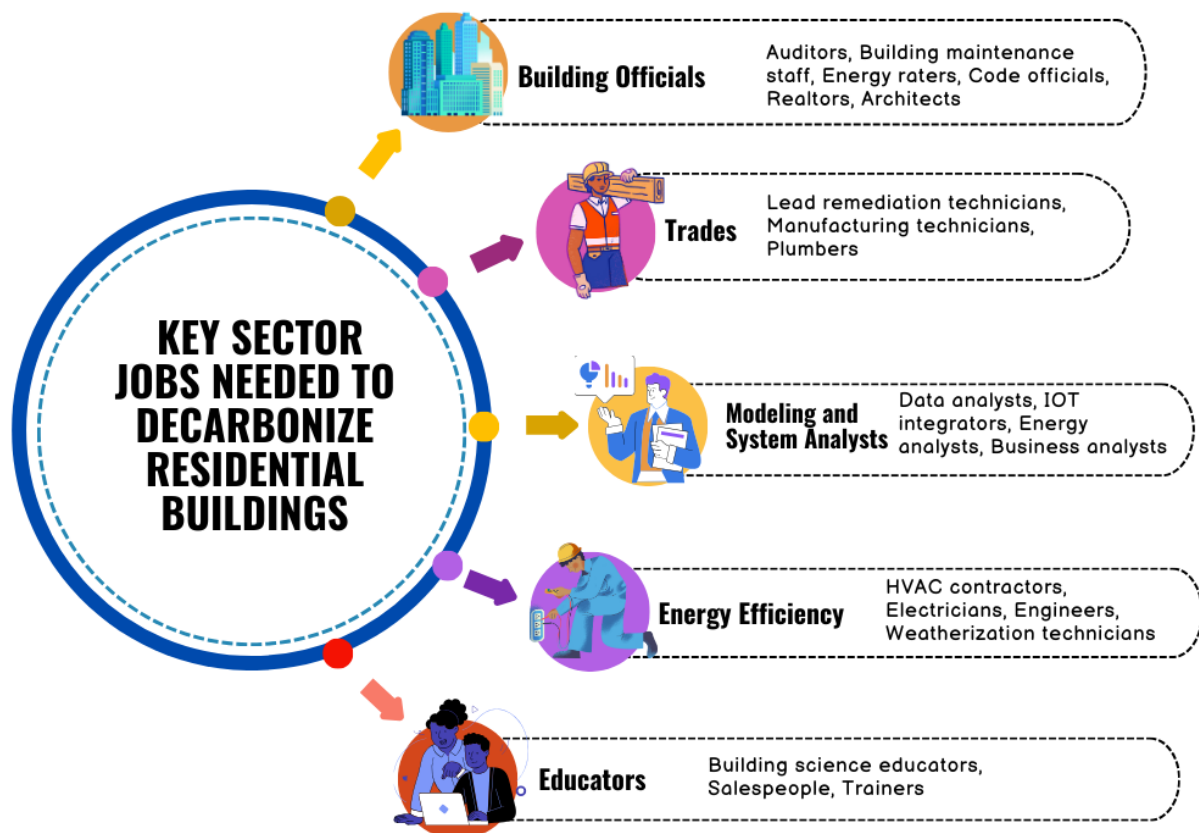 KEY SECTOR
JOBS NEEDED TO
DECARBONIZE
RESIDENTIAL
BUILDINGS
Building Officials
Auditors, Building maintenance
staff, Energy raters, Code officials,
Realtors, Architects
Trades
Lead remediation technicians,
Manufacturing technicians,
Plumbers
Modeling and
System Analysts
Data analysts, IOT
integrators, Energy
analysts, Business analysts
Energy Efficiency
HVAC contractors,
Electricians, Engineers,
Weatherization technicians
Educators
Building science educators,
Salespeople, Trainers